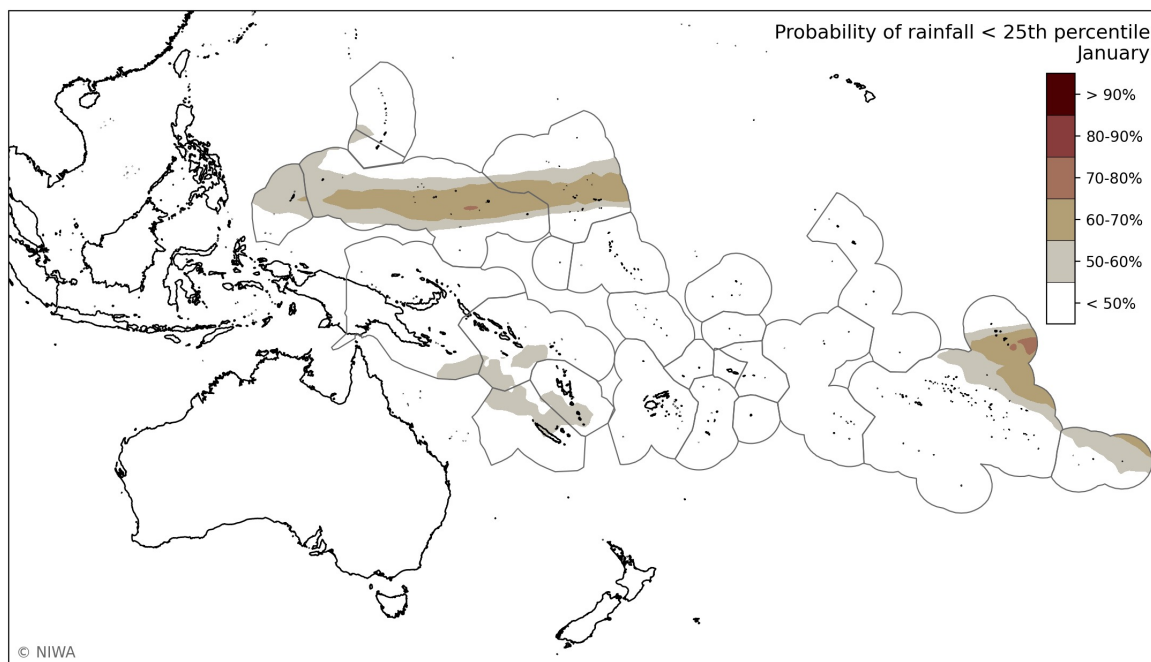 Probability of rainfall < 25th percentile
January
> 90%
80-90%
70-80%
60-70%
50-60%
< 50%
© NIWA